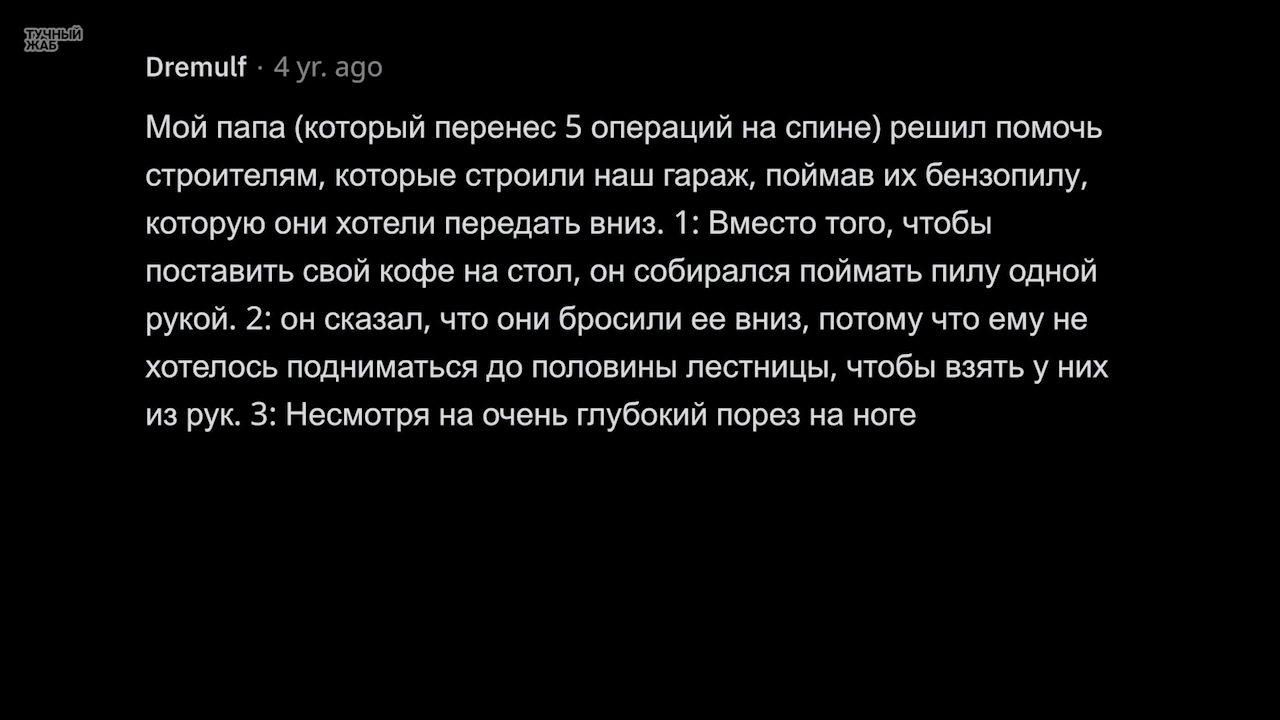 ТУЧНЫЙ
ЖАБ
Dremulf · 4 yr. ago
Мой папа (который перенес 5 операций на спине) решил помочь
строителям, которые строили наш гараж, поймав их бензопилу,
которую они хотели передать вниз. 1: Вместо того, чтобы
поставить свой кофе на стол, он собирался поймать пилу одной
рукой. 2: он сказал, что они бросили ее вниз, потому что ему не
хотелось подниматься до половины лестницы, чтобы взять у них
из рук. 3: Несмотря на очень глубокий порез на ноге